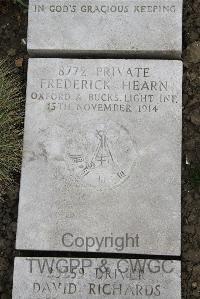 IN GOD'S GRACIOUS KEEPING
8772 PRIVATE
FREDERICK HEARN
OXFORD & BUCKS. LIGHT INF.
15TH NOVEMBER 1914
Copyright
TWGPP & CWGC
DRIVER
DAVID RICHARDS